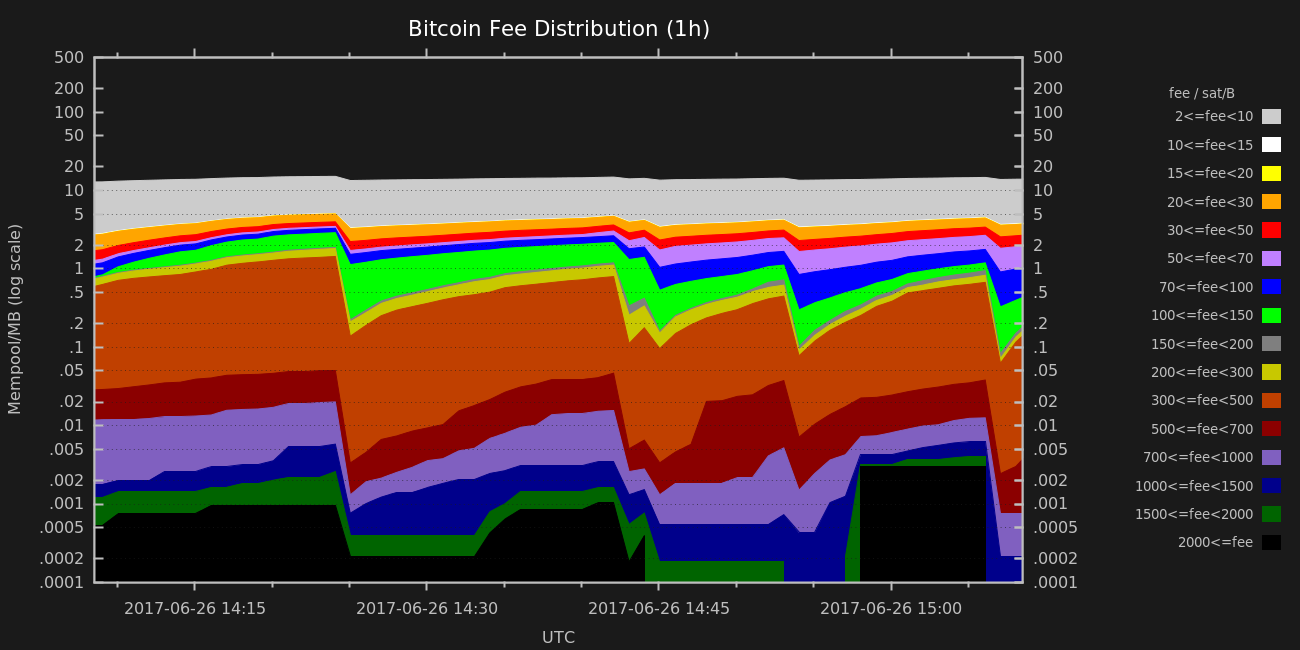 Bitcoin Fee Distribution (1h)
500
200
100
50
20
10
5
2
1
.5
.2
.1
.05
.02
.01
.005
.002
.001
.0005
.0002
.0001
Mempool/MB (log scale)
500
200
100
50
20
10
5
2
1
.5
.2
.1
.05
.02
.01
.005
.002
.001
.0005
.0002
.0001
2017-06-26 14:15
2017-06-26 14:30
2017-06-26 14:45
2017-06-26 15:00
UTC
fee / sat/B
2<=fee<10
10<=fee<15
15<=fee<20
20<=fee<30
30<=fee<50
50<=fee<70
70<=fee<100
100<=fee<150
150<=fee<200
200<=fee<300
300<=fee<500
500<=fee<700
700<=fee<1000
1000<=fee<1500
1500<=fee<2000
2000<=fee